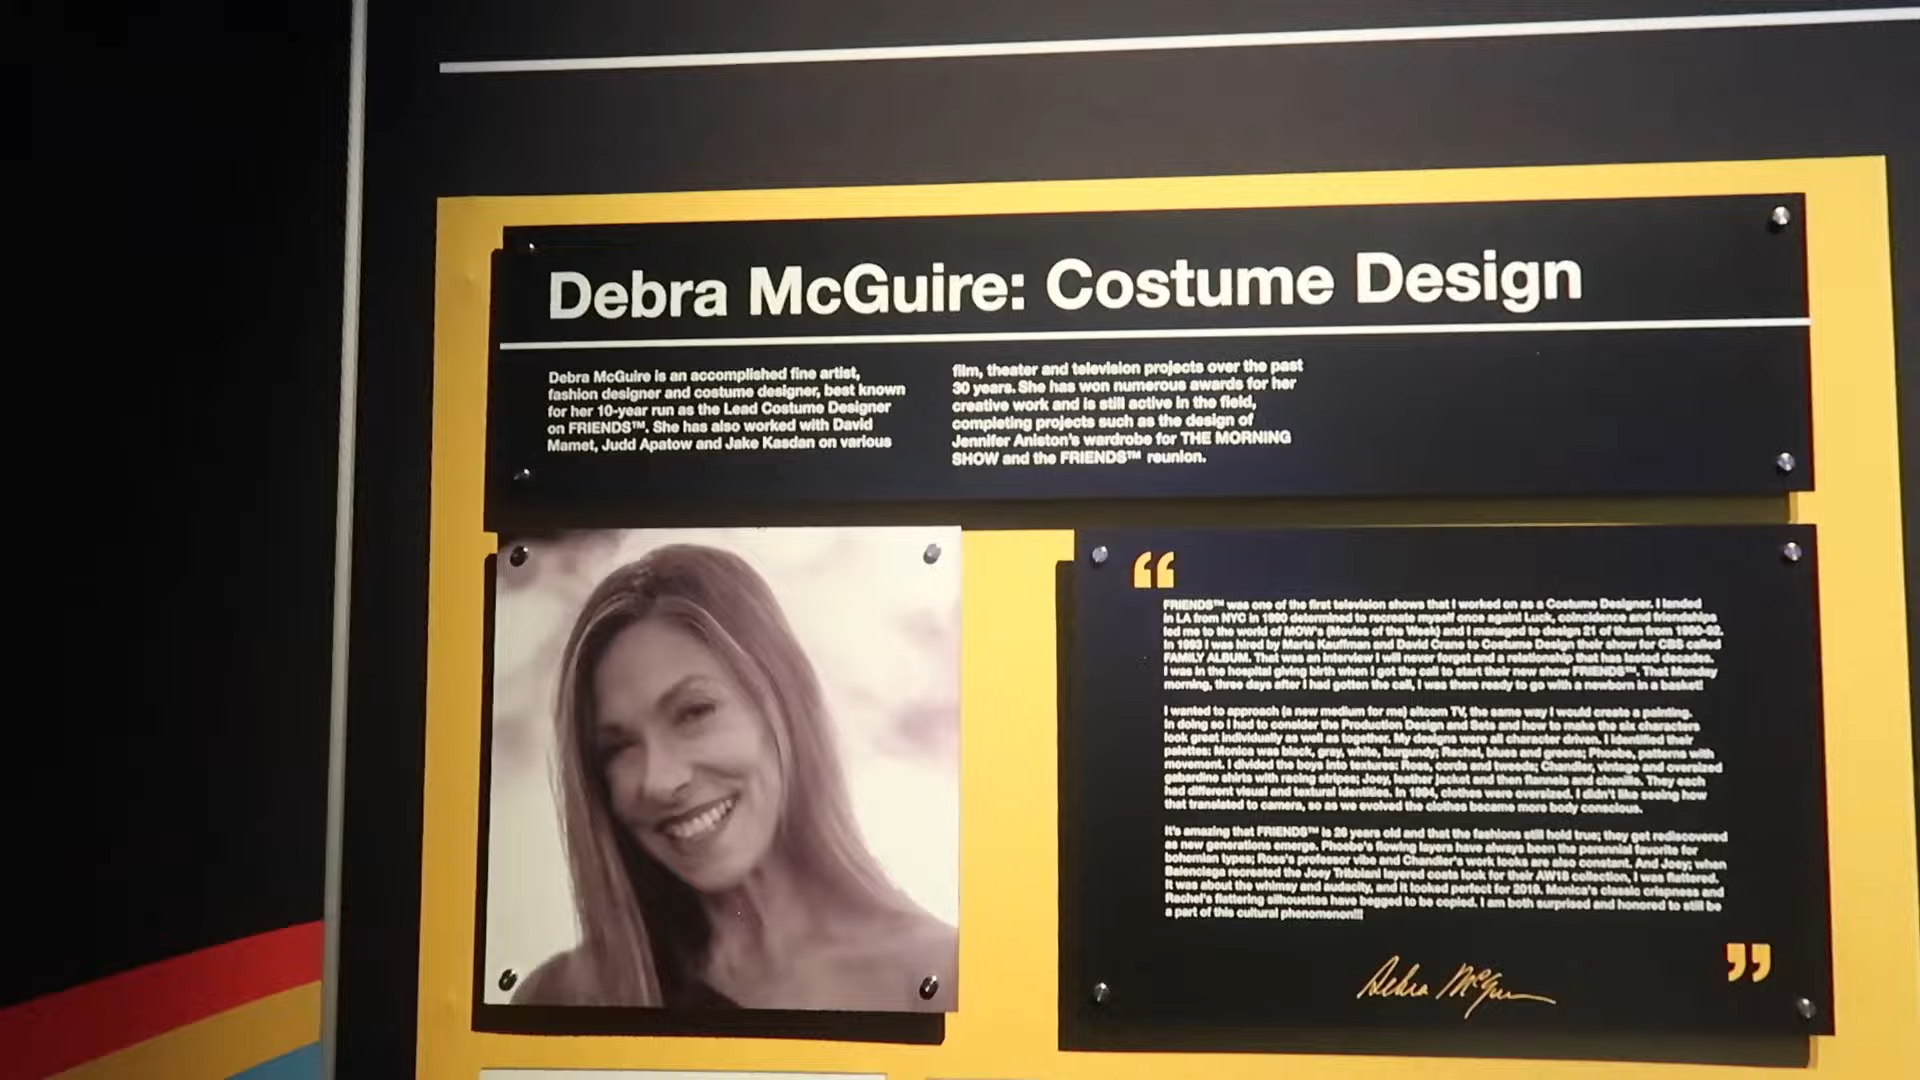 Debra McGuire: Costume Design
Debra McGuire is an accomplished fine artist,
fashion designer and costume designer, best known
for her 10-year run as the Lead Costume Designer
on FRIENDS™. She has also worked with David
Mamet, Judd Apatow and Jake Kasdan on various
film, theater and television projects over the past
30 years. She has won numerous awards for her
creative work and is still active in the field,
completing projects such as the design of
Jennifer Aniston's wardrobe for THE MORNING
SHOW and the FRIENDS™ reunion.
“
FRIENDS™ was one of the first television shows that I worked on as a Costume Designer. I landed
in LA from NYC in 1990 determined to recreate myself once again! Luck, coincidence and friendships
led me to the world of MOW's (Movies of the Week) and I managed to design 21 of them from 1990-92.
In 1993 I was hired by Marta Kauffman and David Crane to Costume Design their show for CBS called
FAMILY ALBUM. That was an interview I will never forget and a relationship that has lasted decades.
I was in the hospital giving birth when I got the call to start their new show FRIENDS™. That Monday
morning, three days after I had gotten the call, I was there ready to go with a newborn in a basket!
I wanted to approach (a new medium for me) sitcom TV, the same way I would create a painting.
In doing so I had to consider the Production Design and Sets and how to make the six characters
look great individually as well as together. My designs were all character driven. I identified their
palettes: Monica was black, gray, white, burgundy; Rachel, blues and greens; Phoebe, patterns with
movement. I divided the boys into textures: Ross, cords and tweeds; Chandler, vintage and oversized
gabardine shirts with racing stripes; Joey, leather jacket and then flannels and chenille. They each
had different visual and textural identities. In 1994, clothes were oversized. I didn't like seeing how
that translated to camera, so as we evolved the clothes became more body conscious.
It's amazing that FRIENDS™ is 26 years old and that the fashions still hold true; they get rediscovered
as new generations emerge. Phoebe's flowing layers have always been the perennial favorite for
bohemian types; Ross's professor vibe and Chandler's work looks are also constant. And Joey; when
Balenciaga recreated the Joey Tribbiani layered coats look for their AW18 collection, I was flattered.
It was about the whimsy and audacity, and it looked perfect for 2019. Monica's classic crispness and
Rachel's flattering silhouettes have begged to be copied. I am both surprised and honored to still be
a part of this cultural phenomenon!!!
”
Debra McGuire